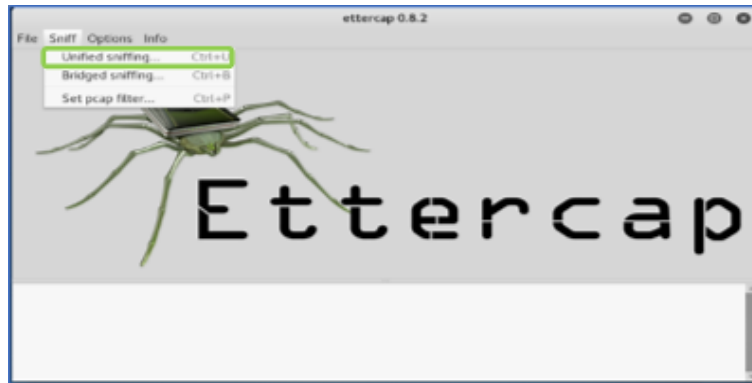 ettercap 0.8.2
File Sniff Options Info
Unified sniffing... Ctrl+U
Bridged sniffing... Ctrl+B
Set pcap filter... Ctrl+P
Ettercap